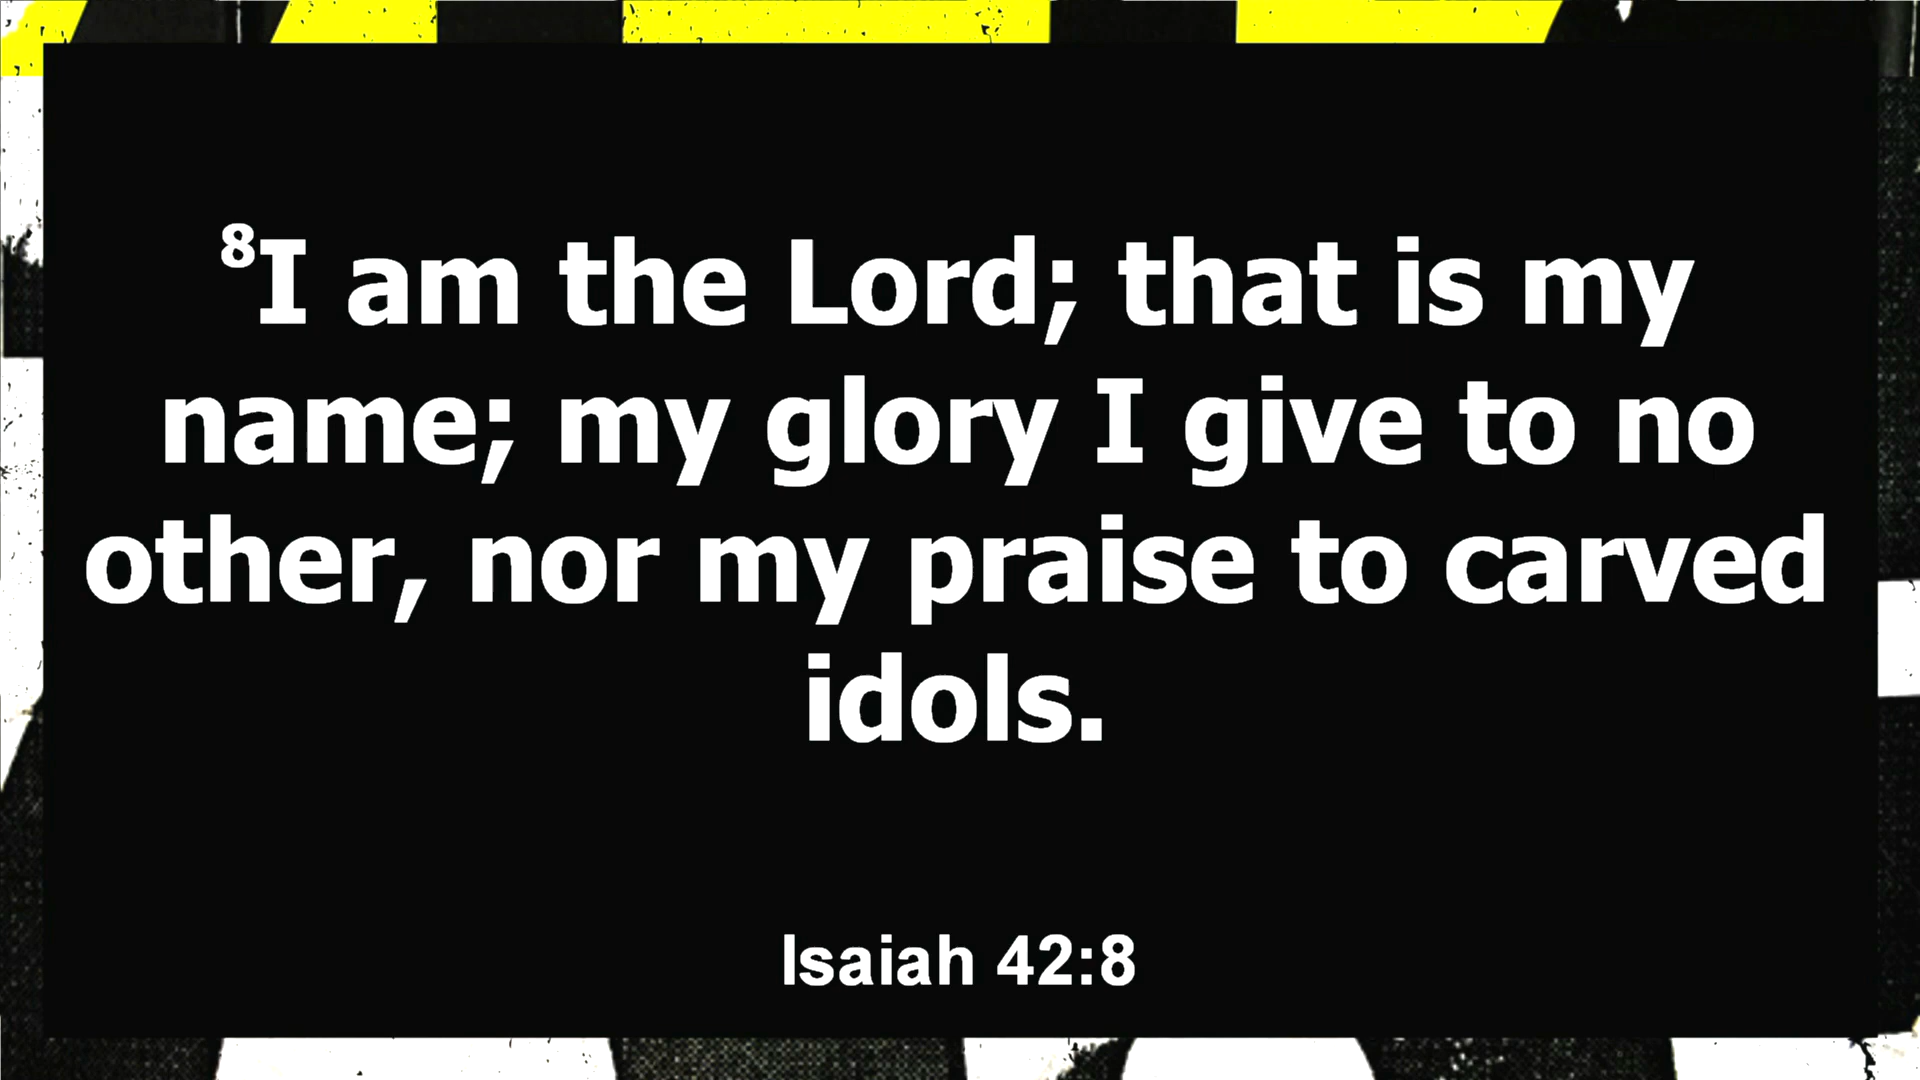 ⁸I am the Lord; that is my
name; my glory I give to no
other, nor my praise to carved
idols.
Isaiah 42:8